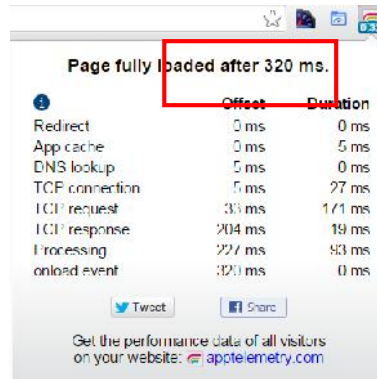 Page fully loaded after 320 ms.
Offset Duration
Redirect 0 ms 0 ms
App cache 0 ms 5 ms
DNS lookup 5 ms 0 ms
TCP connection 5 ms 27 ms
TCP request 33 ms 171 ms
TCP response 204 ms 19 ms
Processing 227 ms 93 ms
onload event 320 ms 0 ms
Tweet Share
Get the performance data of all visitors
on your website: apptelemetry.com